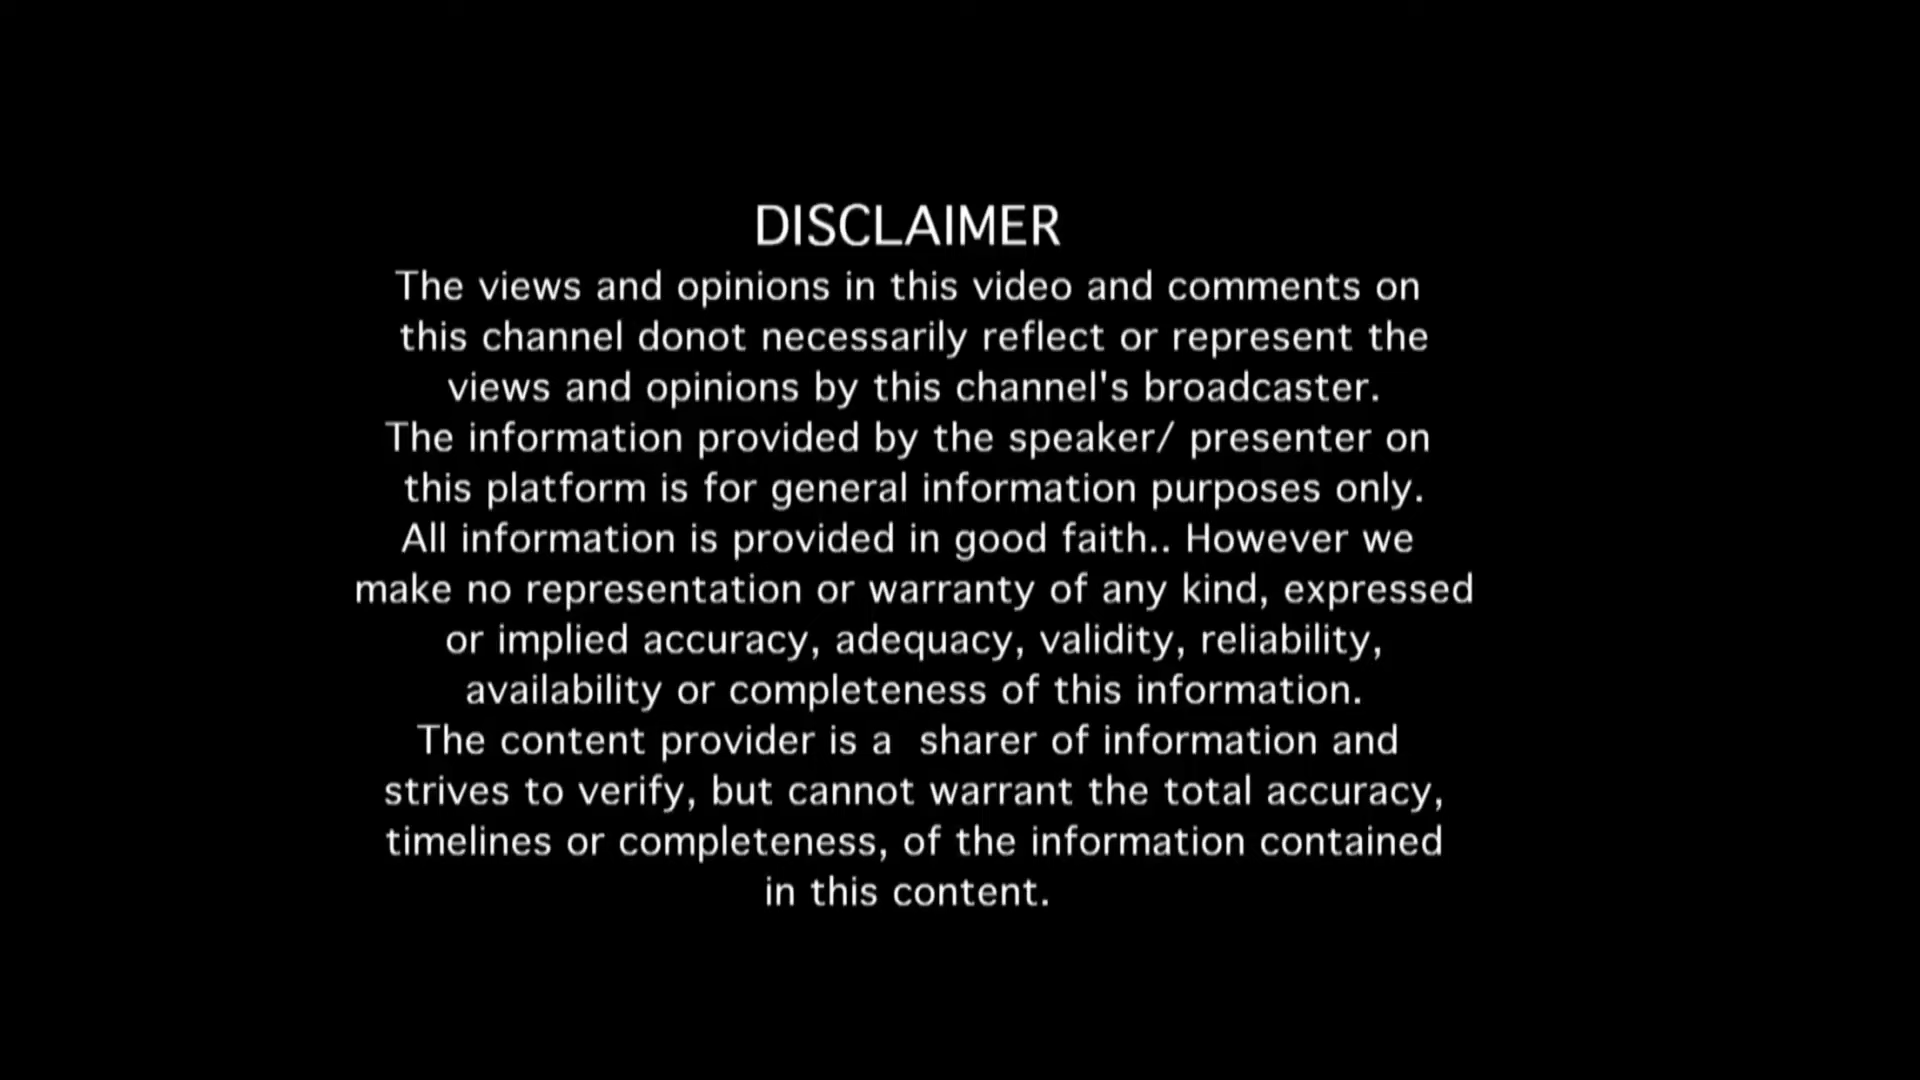 DISCLAIMER
The views and opinions in this video and comments on
this channel donot necessarily reflect or represent the
views and opinions by this channel's broadcaster.
The information provided by the speaker/ presenter on
this platform is for general information purposes only.
All information is provided in good faith.. However we
make no representation or warranty of any kind, expressed
or implied accuracy, adequacy, validity, reliability,
availability or completeness of this information.
The content provider is a  sharer of information and
strives to verify, but cannot warrant the total accuracy,
timelines or completeness, of the information contained
in this content.